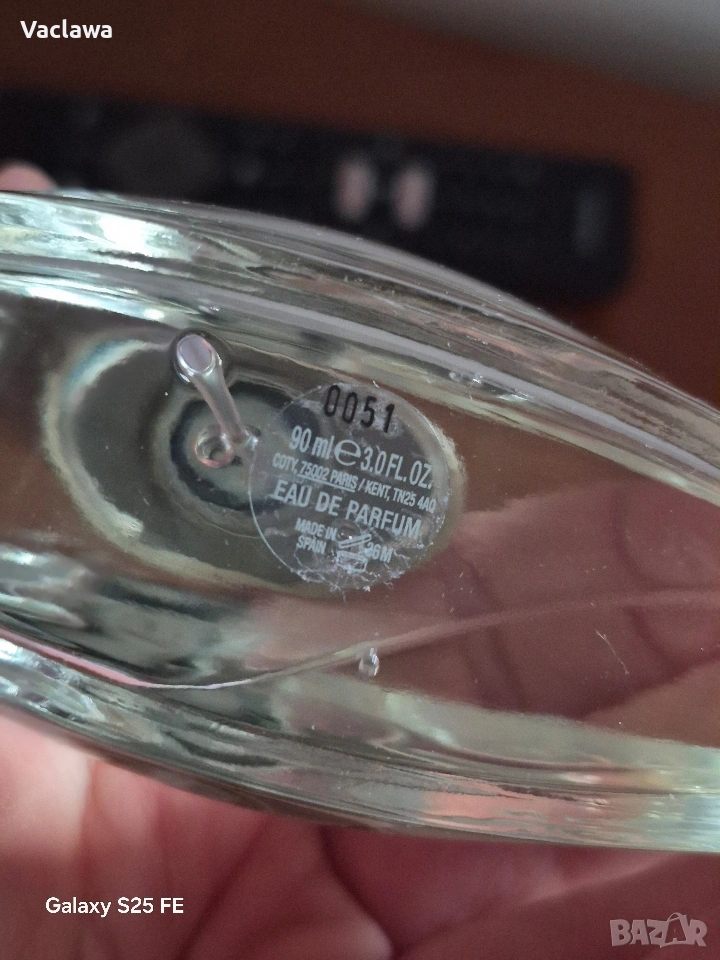 Vaclawa
0051
90 ml e 3.0 FL. OZ.
COTY, 75002 PARIS / KENT, TN25 4AQ
EAU DE PARFUM
MADE IN
SPAIN 36M
Galaxy S25 FE
BAZAR